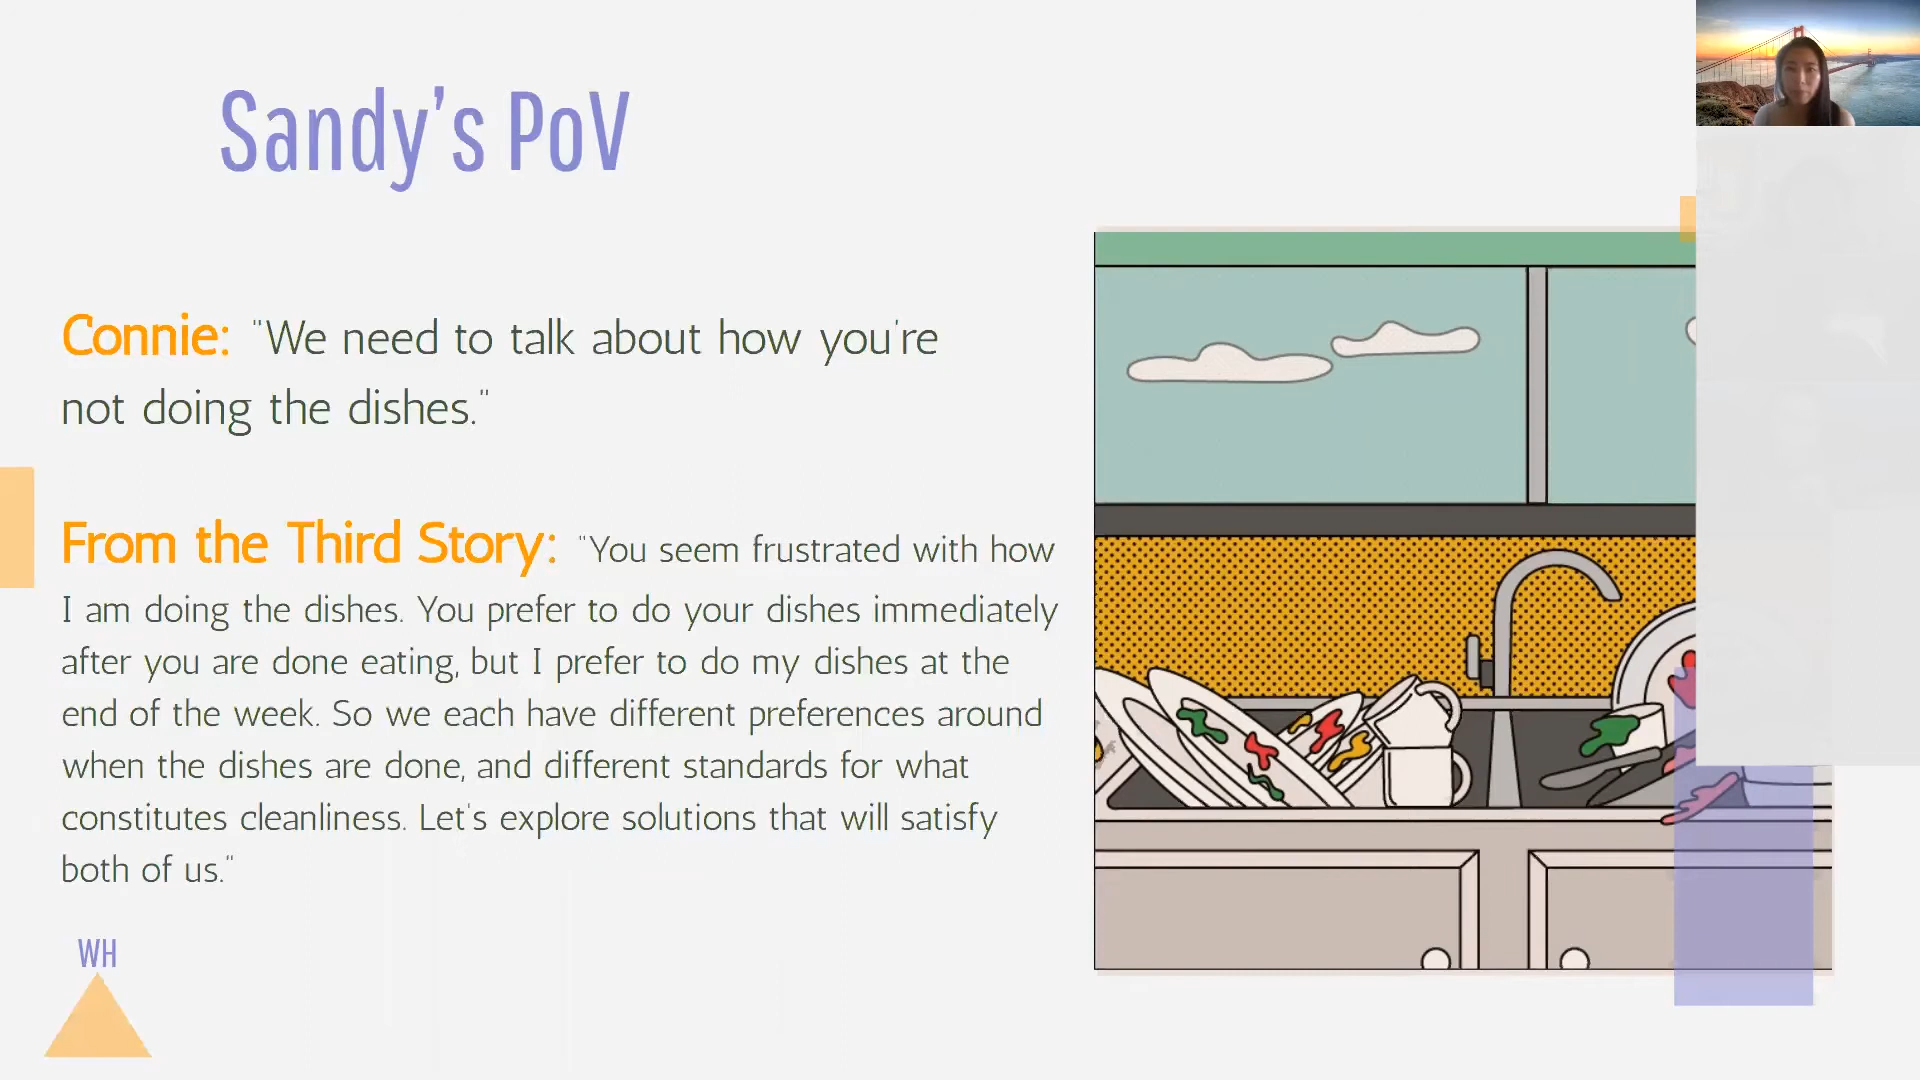 Sandy's PoV
Connie: "We need to talk about how you're
not doing the dishes."
From the Third Story: "You seem frustrated with how
I am doing the dishes. You prefer to do your dishes immediately
after you are done eating, but I prefer to do my dishes at the
end of the week. So we each have different preferences around
when the dishes are done, and different standards for what
constitutes cleanliness. Let's explore solutions that will satisfy
both of us."
WH